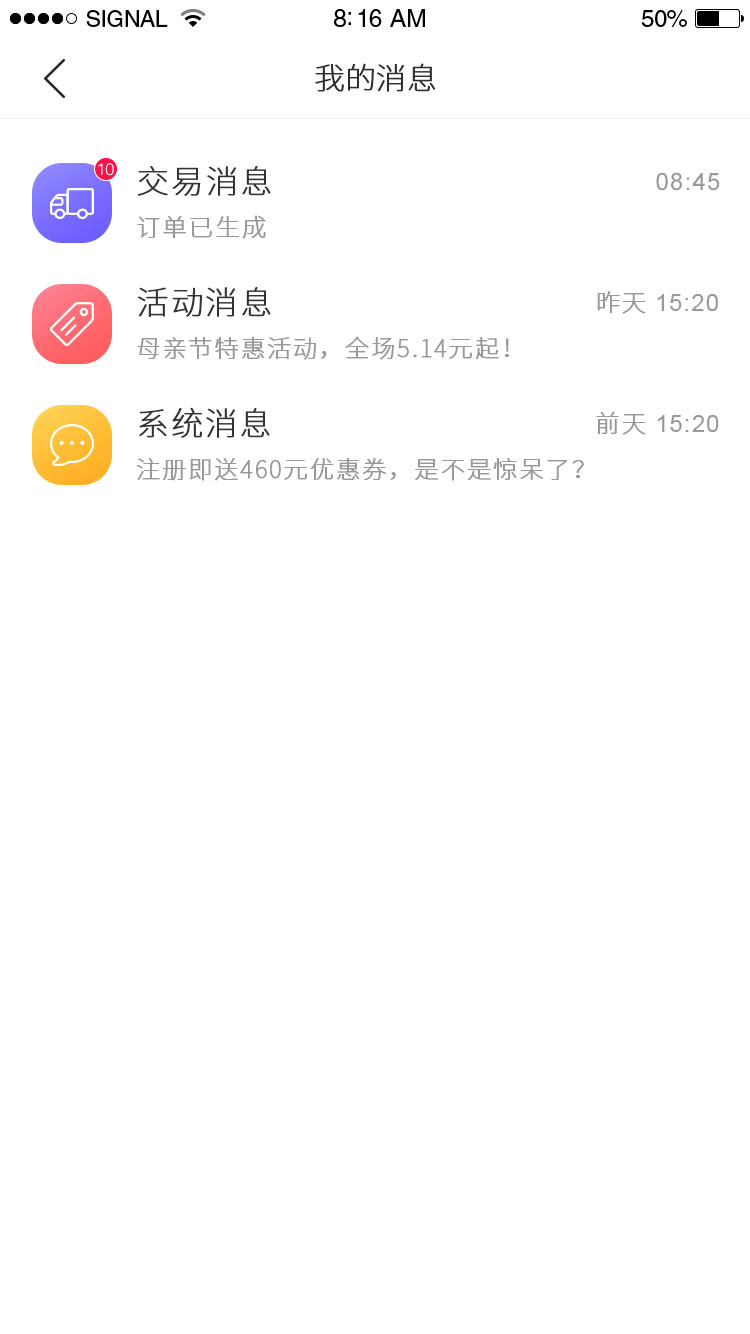 SIGNAL 8:16 AM 50%
我的消息
10
交易消息 08:45
订单已生成
活动消息 昨天 15:20
母亲节特惠活动，全场5.14元起！
系统消息 前天 15:20
注册即送460元优惠券，是不是惊呆了？